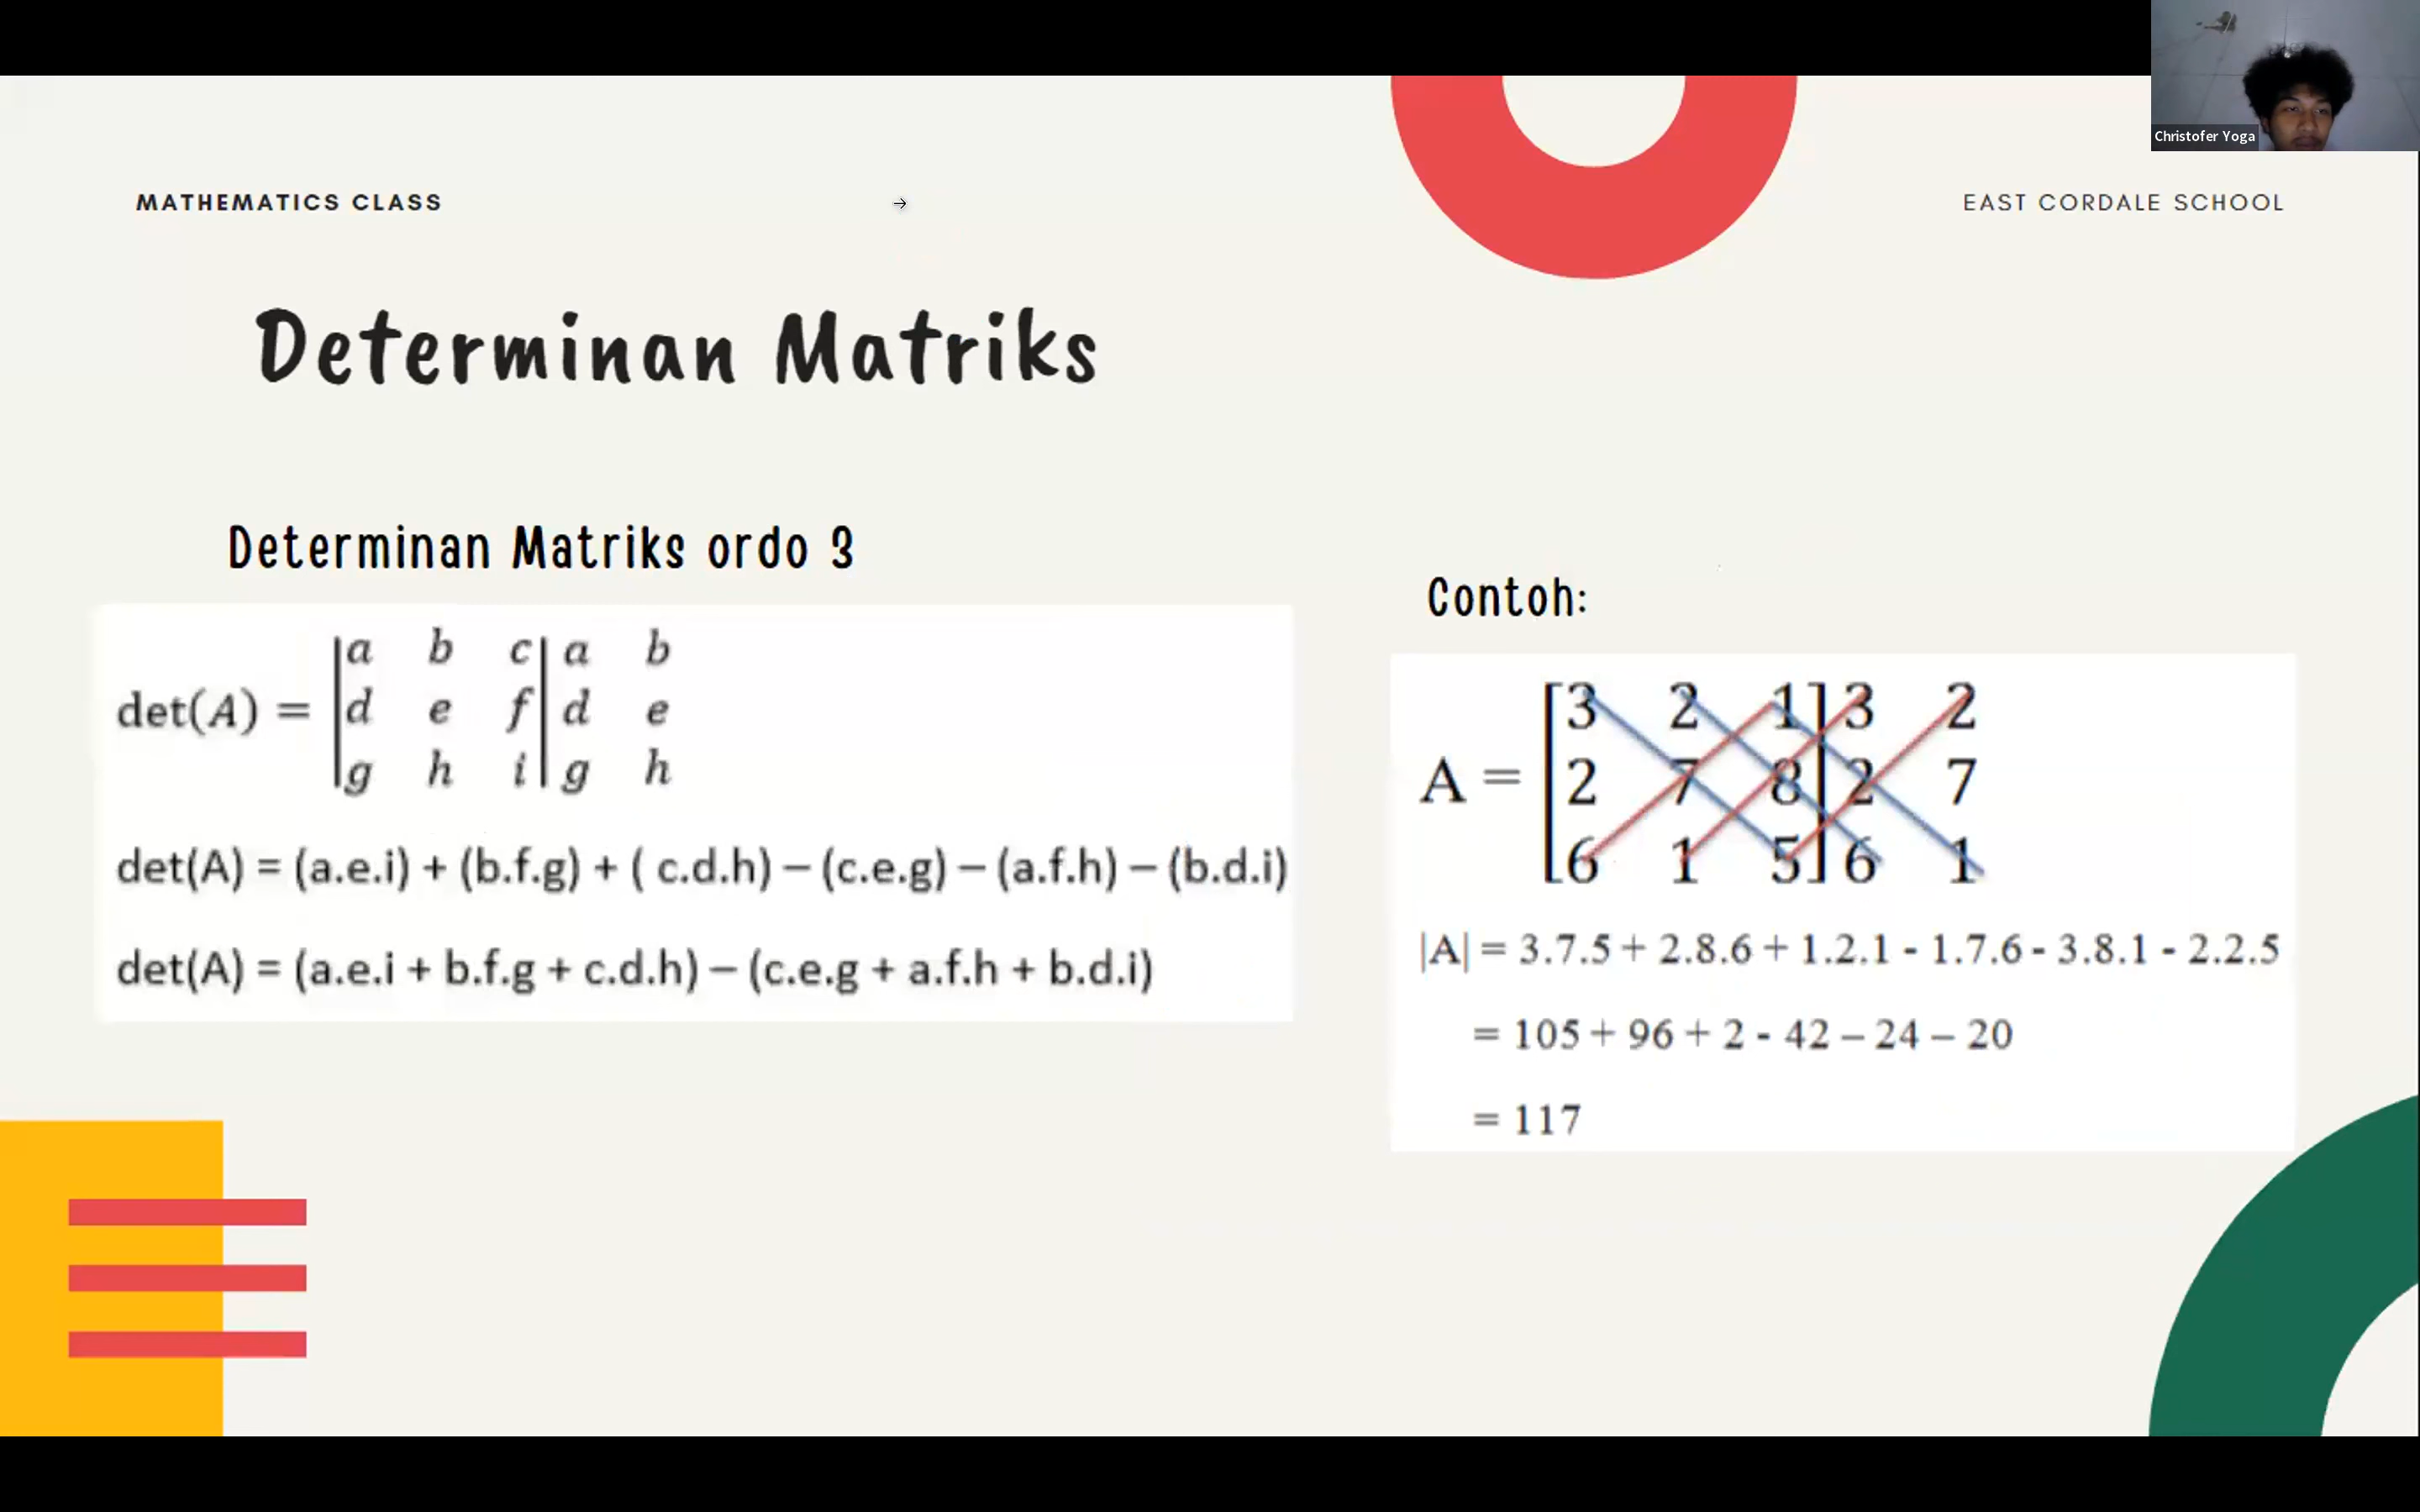 Christofer Yoga
MATHEMATICS CLASS
EAST CORDALE SCHOOL
Determinan Matriks
Determinan Matriks ordo 3
det(A) = |a b c| a b
|d e f| d e
|g h i| g h
det(A) = (a.e.i) + (b.f.g) + ( c.d.h) – (c.e.g) – (a.f.h) – (b.d.i)
det(A) = (a.e.i + b.f.g + c.d.h) – (c.e.g + a.f.h + b.d.i)
Contoh:
A = [3 2 1] 3 2
[2 7 8] 2 7
[6 1 5] 6 1
|A| = 3.7.5 + 2.8.6 + 1.2.1 - 1.7.6 - 3.8.1 - 2.2.5
= 105 + 96 + 2 - 42 – 24 – 20
= 117